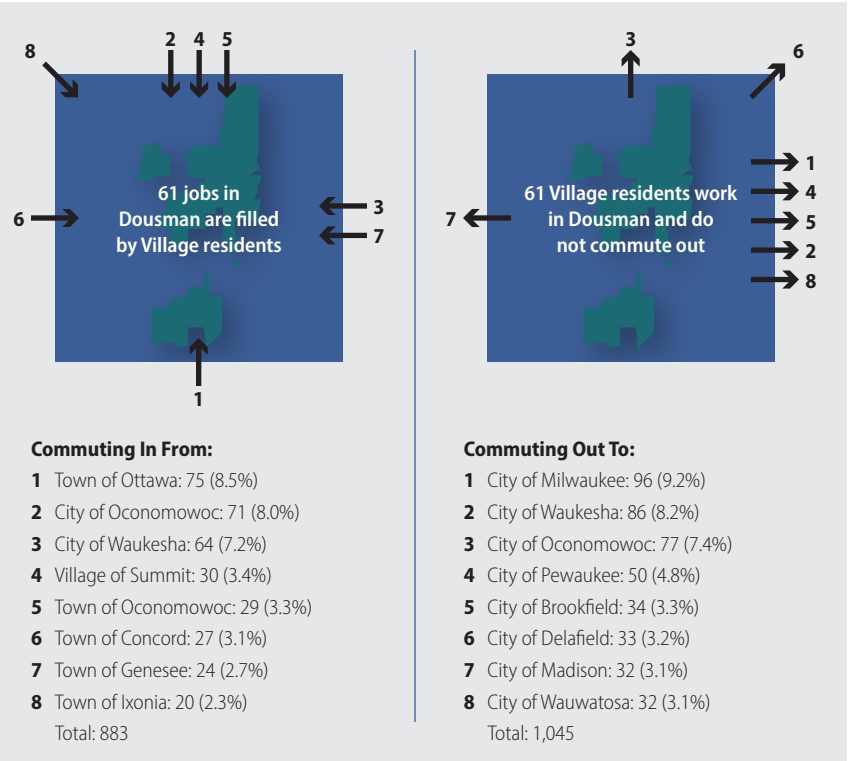 8
2
4
5
6
61 jobs in
Dousman are filled
by Village residents
3
7
1
3
6
7
61 Village residents work
in Dousman and do
not commute out
1
4
5
2
8
Commuting In From:
1 Town of Ottawa: 75 (8.5%)
2 City of Oconomowoc: 71 (8.0%)
3 City of Waukesha: 64 (7.2%)
4 Village of Summit: 30 (3.4%)
5 Town of Oconomowoc: 29 (3.3%)
6 Town of Concord: 27 (3.1%)
7 Town of Genesee: 24 (2.7%)
8 Town of Ixonia: 20 (2.3%)
Total: 883
Commuting Out To:
1 City of Milwaukee: 96 (9.2%)
2 City of Waukesha: 86 (8.2%)
3 City of Oconomowoc: 77 (7.4%)
4 City of Pewaukee: 50 (4.8%)
5 City of Brookfield: 34 (3.3%)
6 City of Delafield: 33 (3.2%)
7 City of Madison: 32 (3.1%)
8 City of Wauwatosa: 32 (3.1%)
Total: 1,045